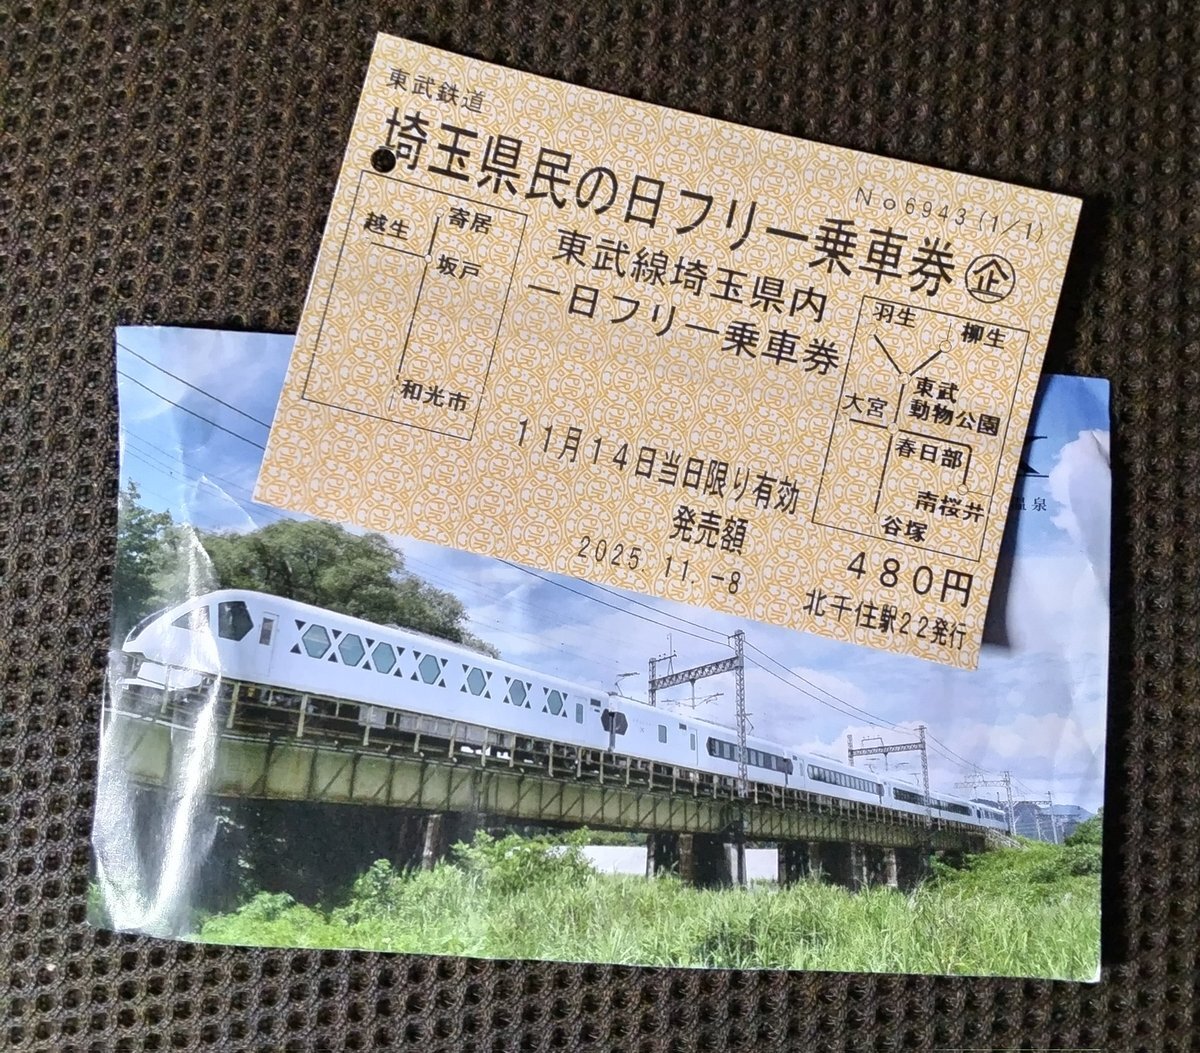 東武鉄道
埼玉県民の日フリー乗車券 企
No6943 (1/1)
東武線埼玉県内
一日フリー乗車券
越生
寄居
坂戸
和光市
羽生
柳生
東武
動物公園
大宮
春日部
南桜井
谷塚
11月14日当日限り有効
発売額
480円
2025.11.-8
北千住駅22発行
温泉